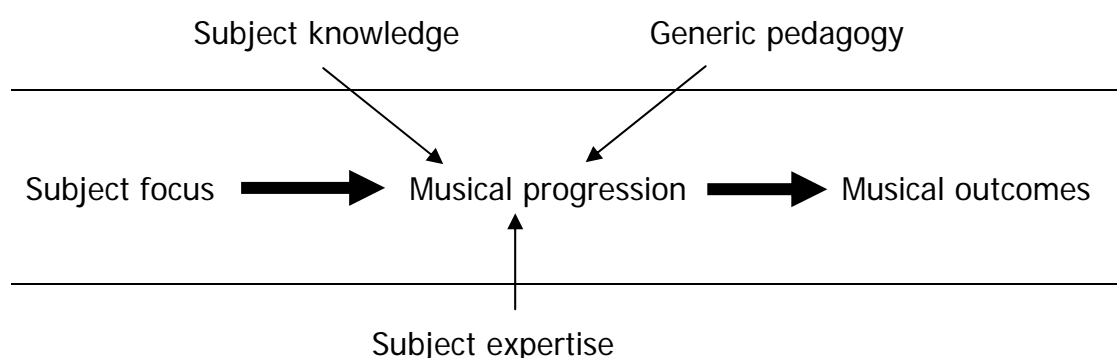 Subject knowledge Generic pedagogy
Subject focus Musical progression Musical outcomes
Subject expertise